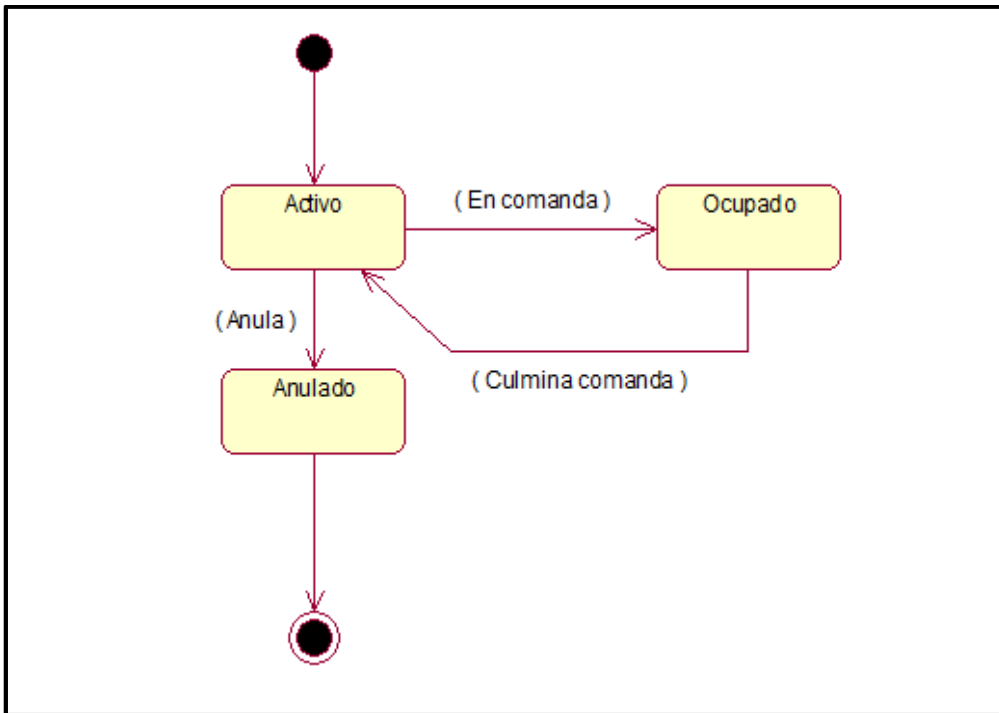 Activo
( En comanda )
Ocupado
( Anula )
( Culmina comanda )
Anulado